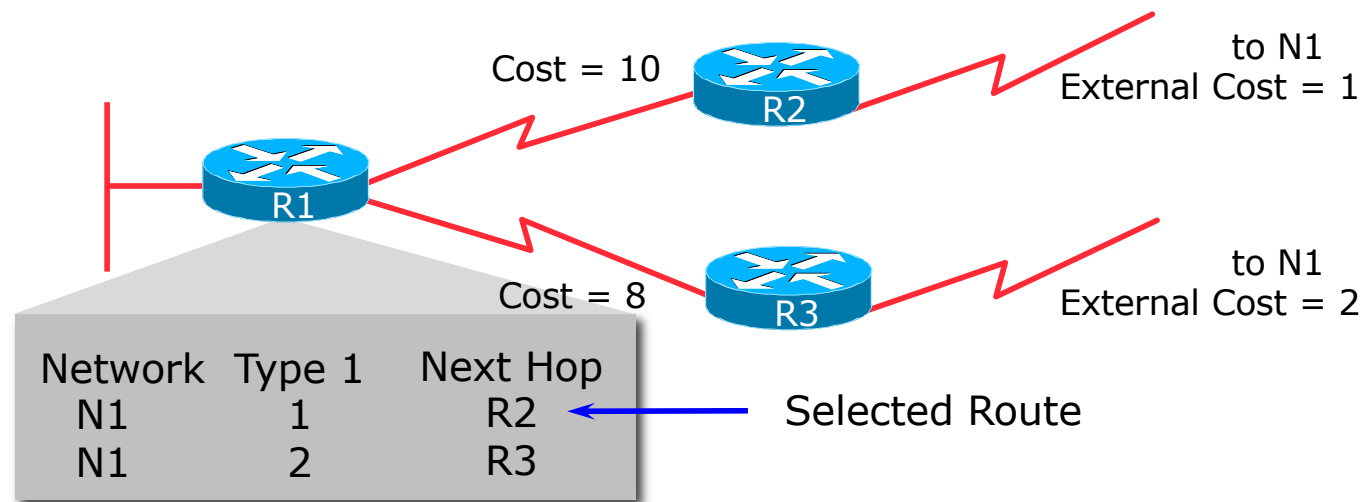 Cost = 10
R2
to N1
External Cost = 1
R1
Cost = 8
R3
to N1
External Cost = 2
Network Type 1 Next Hop
N1 1 R2
N1 2 R3
Selected Route